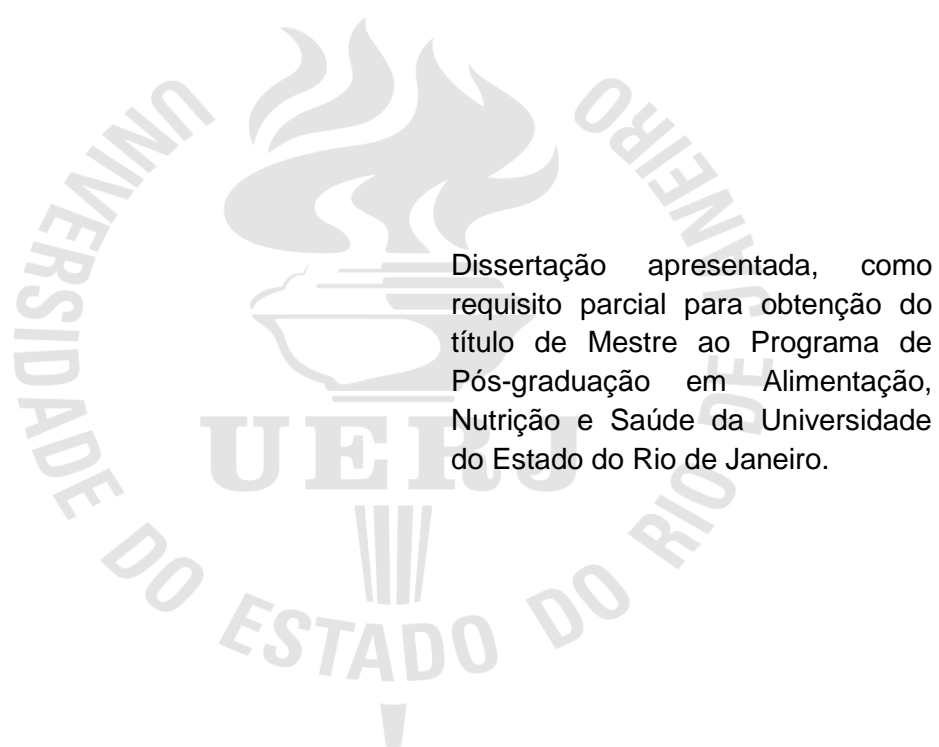 UNIVERSIDADE DO ESTADO DO RIO DE JANEIRO
UERJ
Dissertação apresentada, como
requisito parcial para obtenção do
título de Mestre ao Programa de
Pós-graduação em Alimentação,
Nutrição e Saúde da Universidade
do Estado do Rio de Janeiro.